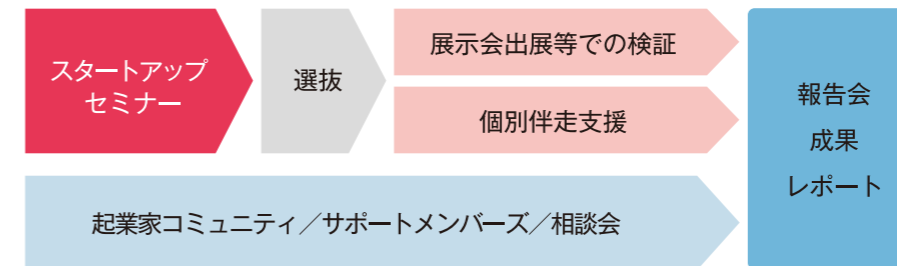 スタートアップ
セミナー
選抜
展示会出展等での検証
個別伴走支援
起業家コミュニティ／サポートメンバーズ／相談会
報告会
成果
レポート